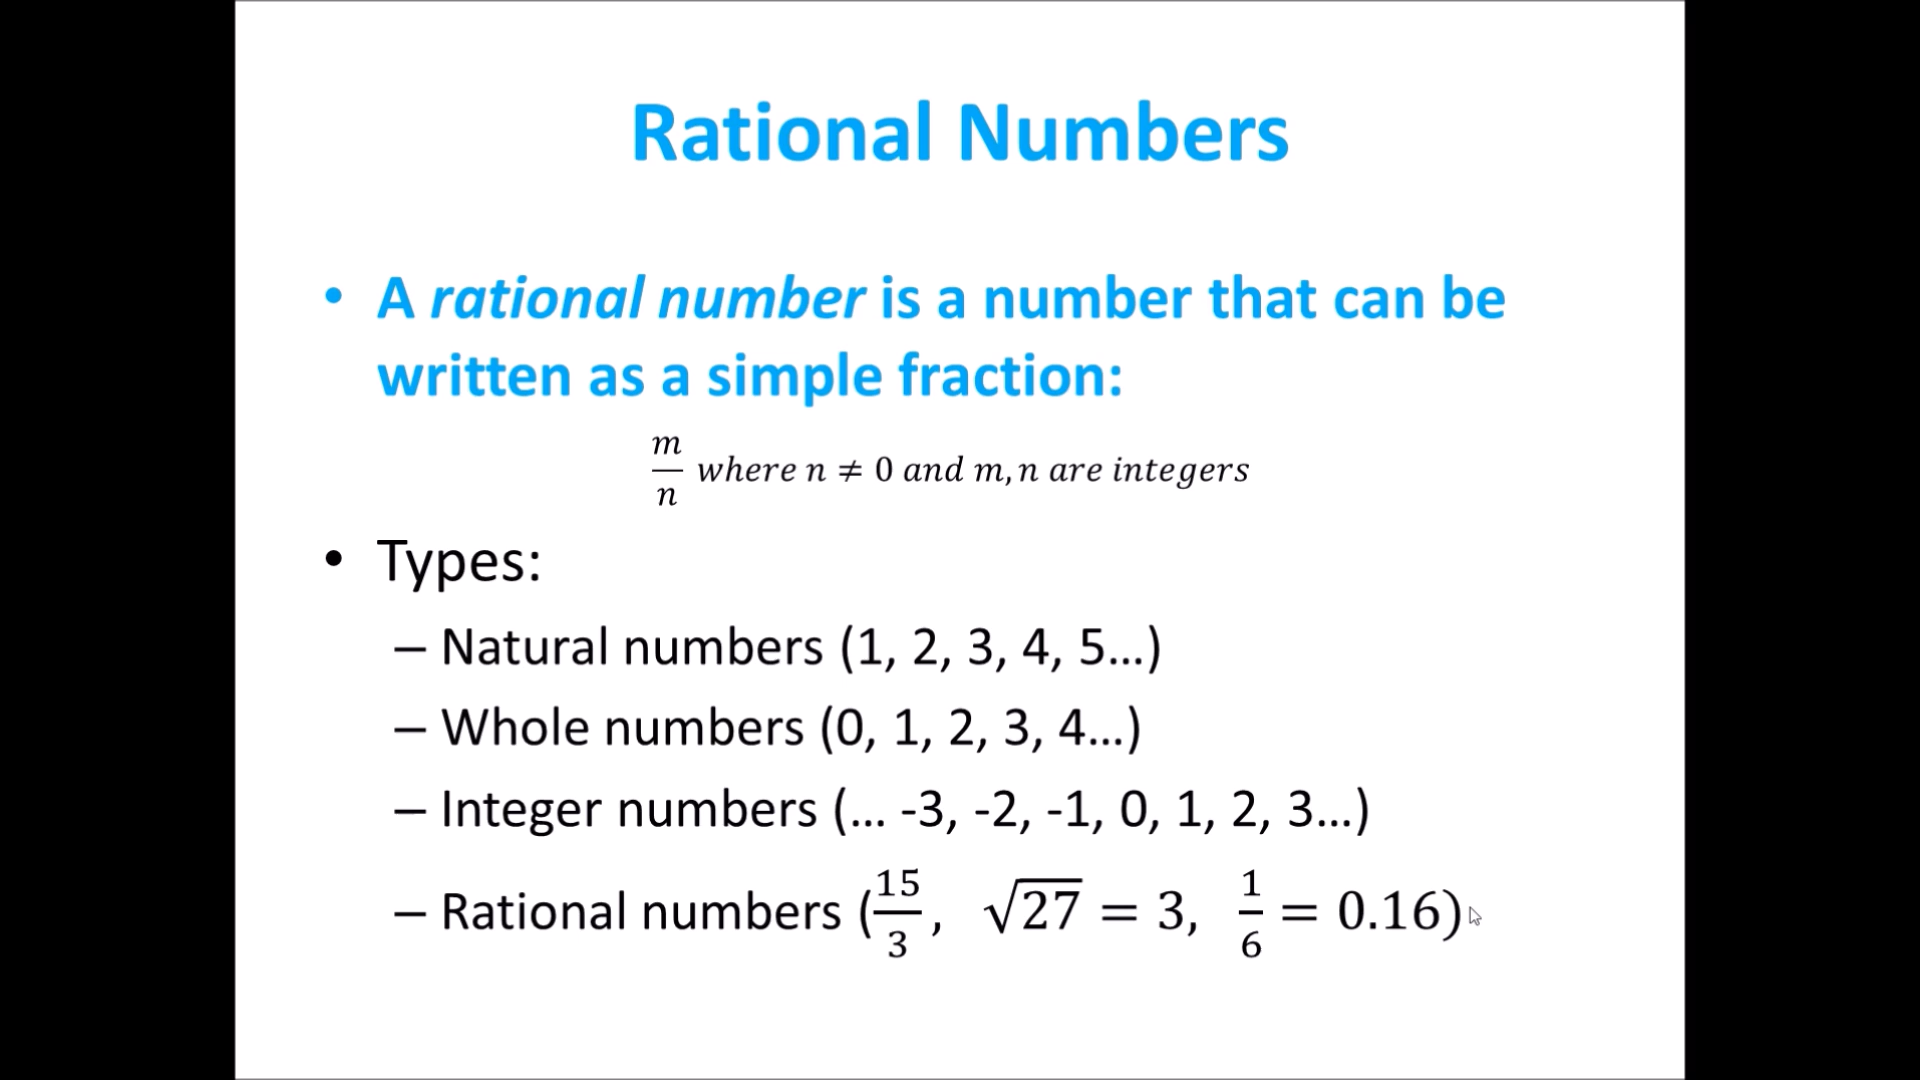 Rational Numbers
• A rational number is a number that can be
written as a simple fraction:
m/n where n ≠ 0 and m, n are integers
• Types:
– Natural numbers (1, 2, 3, 4, 5…)
– Whole numbers (0, 1, 2, 3, 4…)
– Integer numbers (… -3, -2, -1, 0, 1, 2, 3…)
– Rational numbers (15/3, √27 = 3, 1/6 = 0.16)